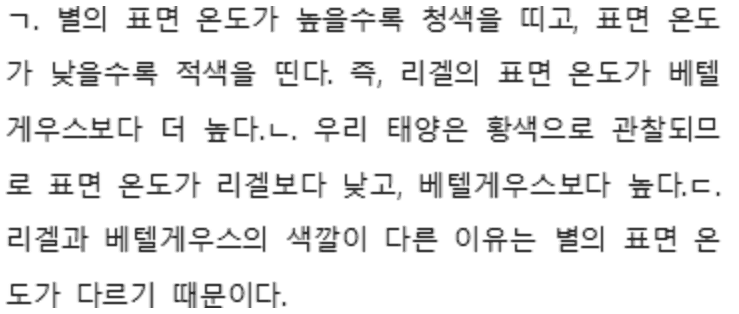 ㄱ. 별의 표면 온도가 높을수록 청색을 띠고, 표면 온도
가 낮을수록 적색을 띤다. 즉, 리겔의 표면 온도가 베텔
게우스보다 더 높다.ㄴ. 우리 태양은 황색으로 관찰되므
로 표면 온도가 리겔보다 낮고, 베텔게우스보다 높다.ㄷ.
리겔과 베텔게우스의 색깔이 다른 이유는 별의 표면 온
도가 다르기 때문이다.